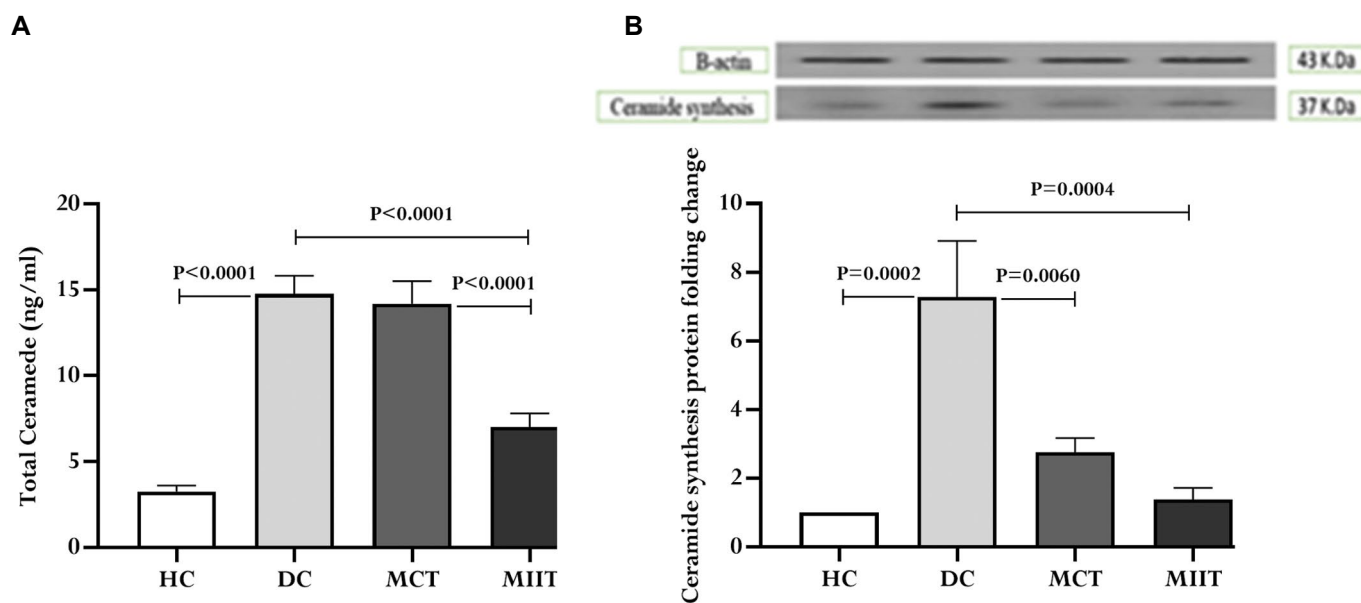 A
Total Ceramede (ng/ml)
20
15
10
5
0
P<0.0001
P<0.0001
P<0.0001
HC
DC
MCT
MIIT
B
B-actin
43 K.Da
Ceramide synthesis
37 K.Da
Ceramide synthesis protein folding change
10
8
6
4
2
0
P=0.0004
P=0.0002
P=0.0060
HC
DC
MCT
MIIT